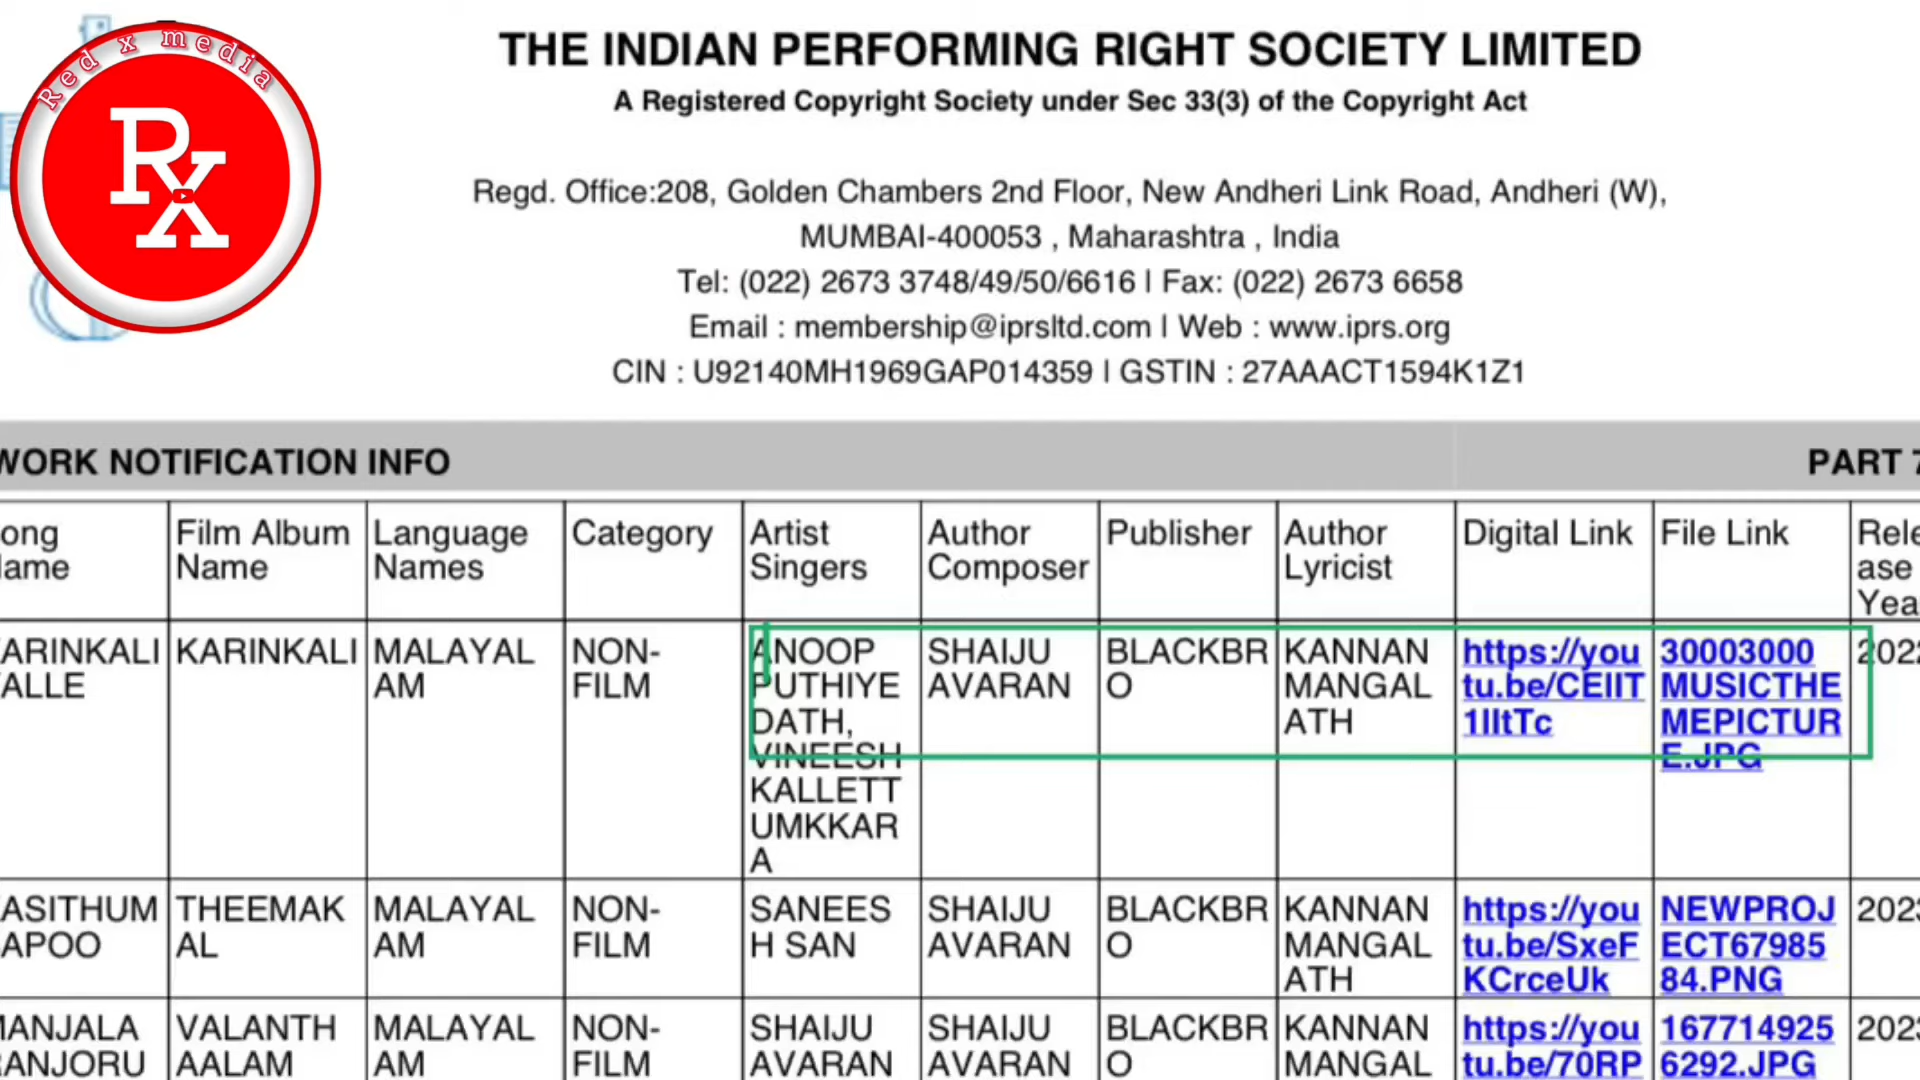 Red x media
Rx
THE INDIAN PERFORMING RIGHT SOCIETY LIMITED
A Registered Copyright Society under Sec 33(3) of the Copyright Act
Regd. Office:208, Golden Chambers 2nd Floor, New Andheri Link Road, Andheri (W),
MUMBAI-400053 , Maharashtra , India
Tel: (022) 2673 3748/49/50/6616 | Fax: (022) 2673 6658
Email : membership@iprsltd.com | Web : www.iprs.org
CIN : U92140MH1969GAP014359 | GSTIN : 27AAACT1594K1Z1
WORK NOTIFICATION INFO
PART 7
ong
ame
Film Album
Name
Language
Names
Category
Artist
Singers
Author
Composer
Publisher
Author
Lyricist
Digital Link
File Link
Rele
ase
Yea
ARINKALI
ALLE
KARINKALI
MALAYAL
AM
NON-
FILM
ANOOP
PUTHIYE
DATH,
VINEESH
KALLETT
UMKKAR
A
SHAIJU
AVARAN
BLACKBR
O
KANNAN
MANGAL
ATH
https://you
tu.be/CEIIT
1IItTc
30003000
MUSICTHE
MEPICTUR
E.JPG
202
ASITHUM
APOO
THEEMAK
AL
MALAYAL
AM
NON-
FILM
SANEES
H SAN
SHAIJU
AVARAN
BLACKBR
O
KANNAN
MANGAL
ATH
https://you
tu.be/SxeF
KCrceUk
NEWPROJ
ECT67985
84.PNG
2023
MANJALA
RANJORU
VALANTH
AALAM
MALAYAL
AM
NON-
FILM
SHAIJU
AVARAN
SHAIJU
AVARAN
BLACKBR
O
KANNAN
MANGAL
https://you
tu.be/70RP
167714925
6292.JPG
2023